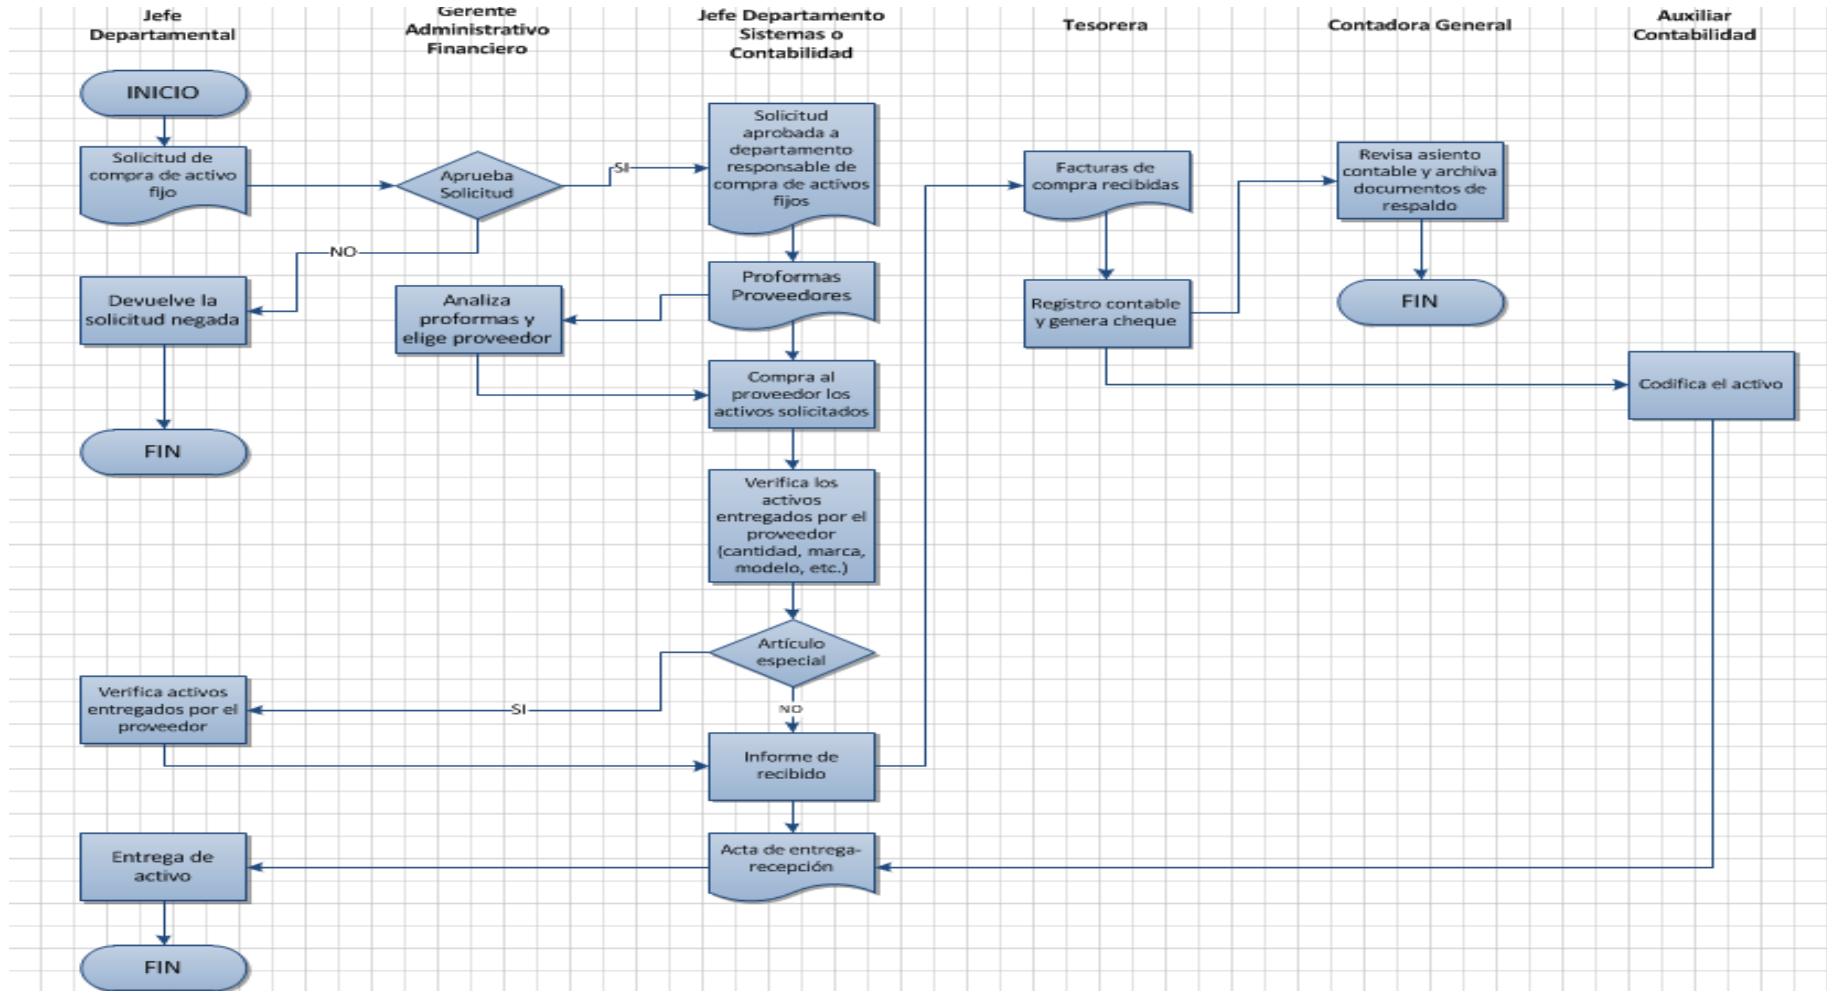 Jefe
Departamental
Gerente
Administrativo
Financiero
Jefe Departamento
Sistemas o
Contabilidad
Tesorera
Contadora General
Auxiliar
Contabilidad
INICIO
Solicitud de
compra de activo
fijo
Aprueba
Solicitud
SI
Solicitud
aprobada a
departamento
responsable de
compra de activos
fijos
Facturas de
compra recibidas
Revisa asiento
contable y archiva
documentos de
respaldo
NO
Devuelve la
solicitud negada
Analiza
proformas y
elige proveedor
Proformas
Proveedores
Registro contable
y genera cheque
FIN
Compra al
proveedor los
activos solicitados
Codifica el activo
FIN
Verifica los
activos
entregados por el
proveedor
(cantidad, marca,
modelo, etc.)
Artículo
especial
Verifica activos
entregados por el
proveedor
SI
NO
Informe de
recibido
Entrega de
activo
Acta de entrega-
recepción
FIN